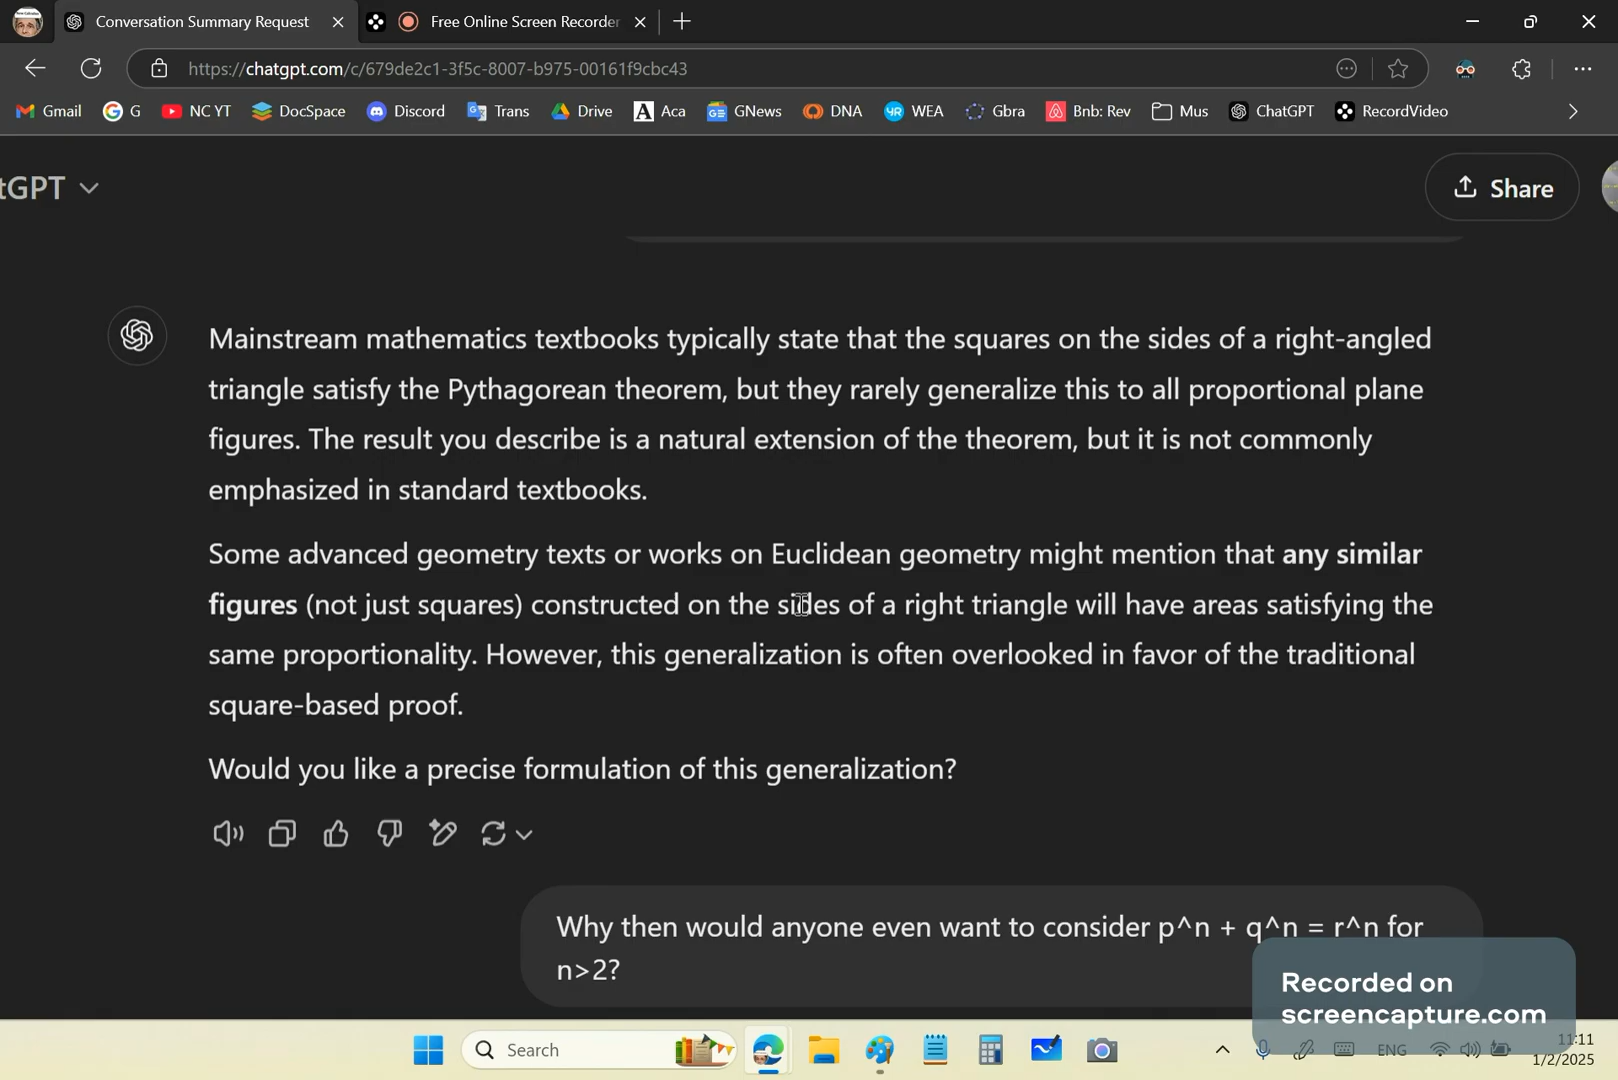 Conversation Summary Request
Free Online Screen Recorder
https://chatgpt.com/c/679de2c1-3f5c-8007-b975-00161f9cbc43
Gmail
G
NC YT
DocSpace
Discord
Trans
Drive
Aca
GNews
DNA
WEA
Gbra
Bnb: Rev
Mus
ChatGPT
RecordVideo
tGPT
Share
Mainstream mathematics textbooks typically state that the squares on the sides of a right-angled
triangle satisfy the Pythagorean theorem, but they rarely generalize this to all proportional plane
figures. The result you describe is a natural extension of the theorem, but it is not commonly
emphasized in standard textbooks.
Some advanced geometry texts or works on Euclidean geometry might mention that any similar
figures (not just squares) constructed on the sides of a right triangle will have areas satisfying the
same proportionality. However, this generalization is often overlooked in favor of the traditional
square-based proof.
Would you like a precise formulation of this generalization?
Why then would anyone even want to consider p^n + q^n = r^n for
n>2?
Recorded on
screencapture.com
Search
ENG
11:11
1/2/2025